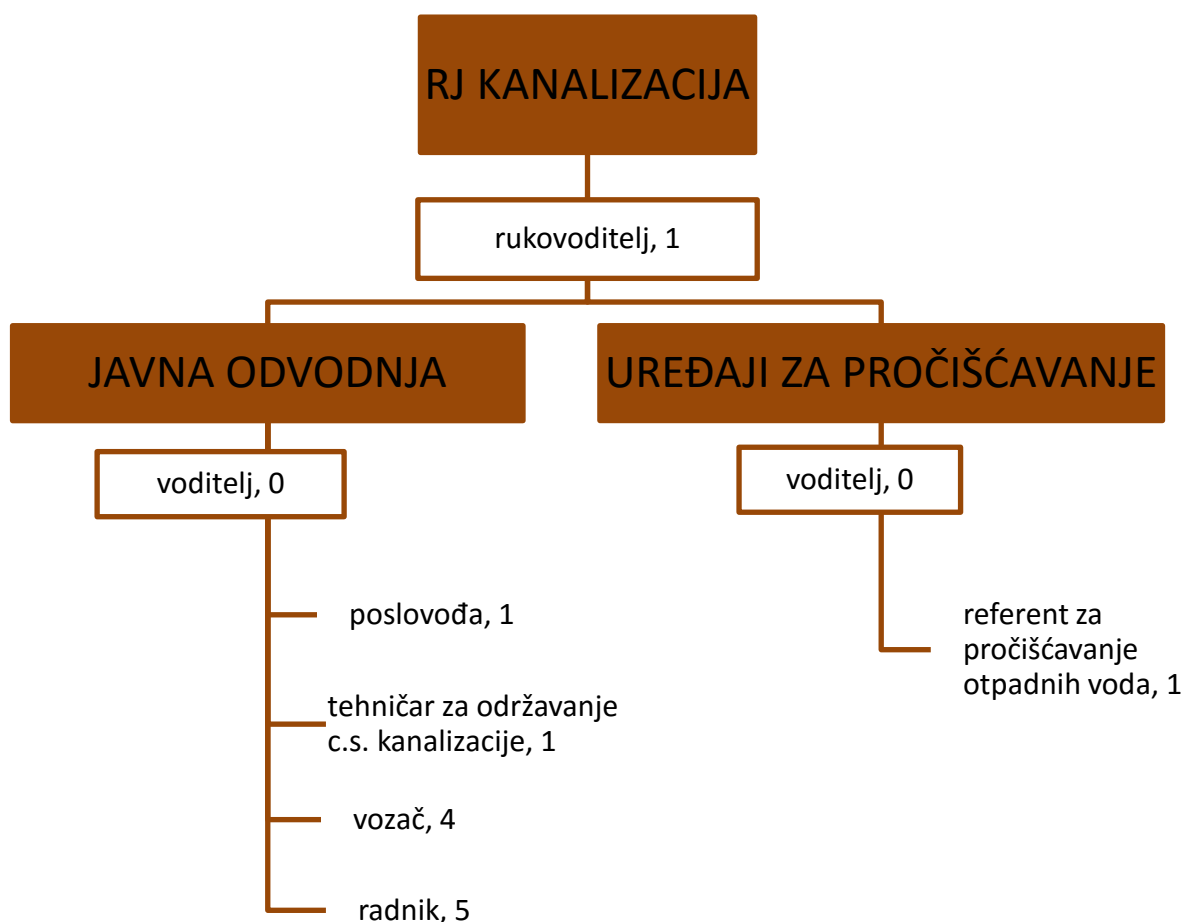 RJ KANALIZACIJA
rukovoditelj, 1
JAVNA ODVODNJA
voditelj, 0
poslovođa, 1
tehničar za održavanje
c.s. kanalizacije, 1
vozač, 4
radnik, 5
UREĐAJI ZA PROČIŠĆAVANJE
voditelj, 0
referent za
pročišćavanje
otpadnih voda, 1